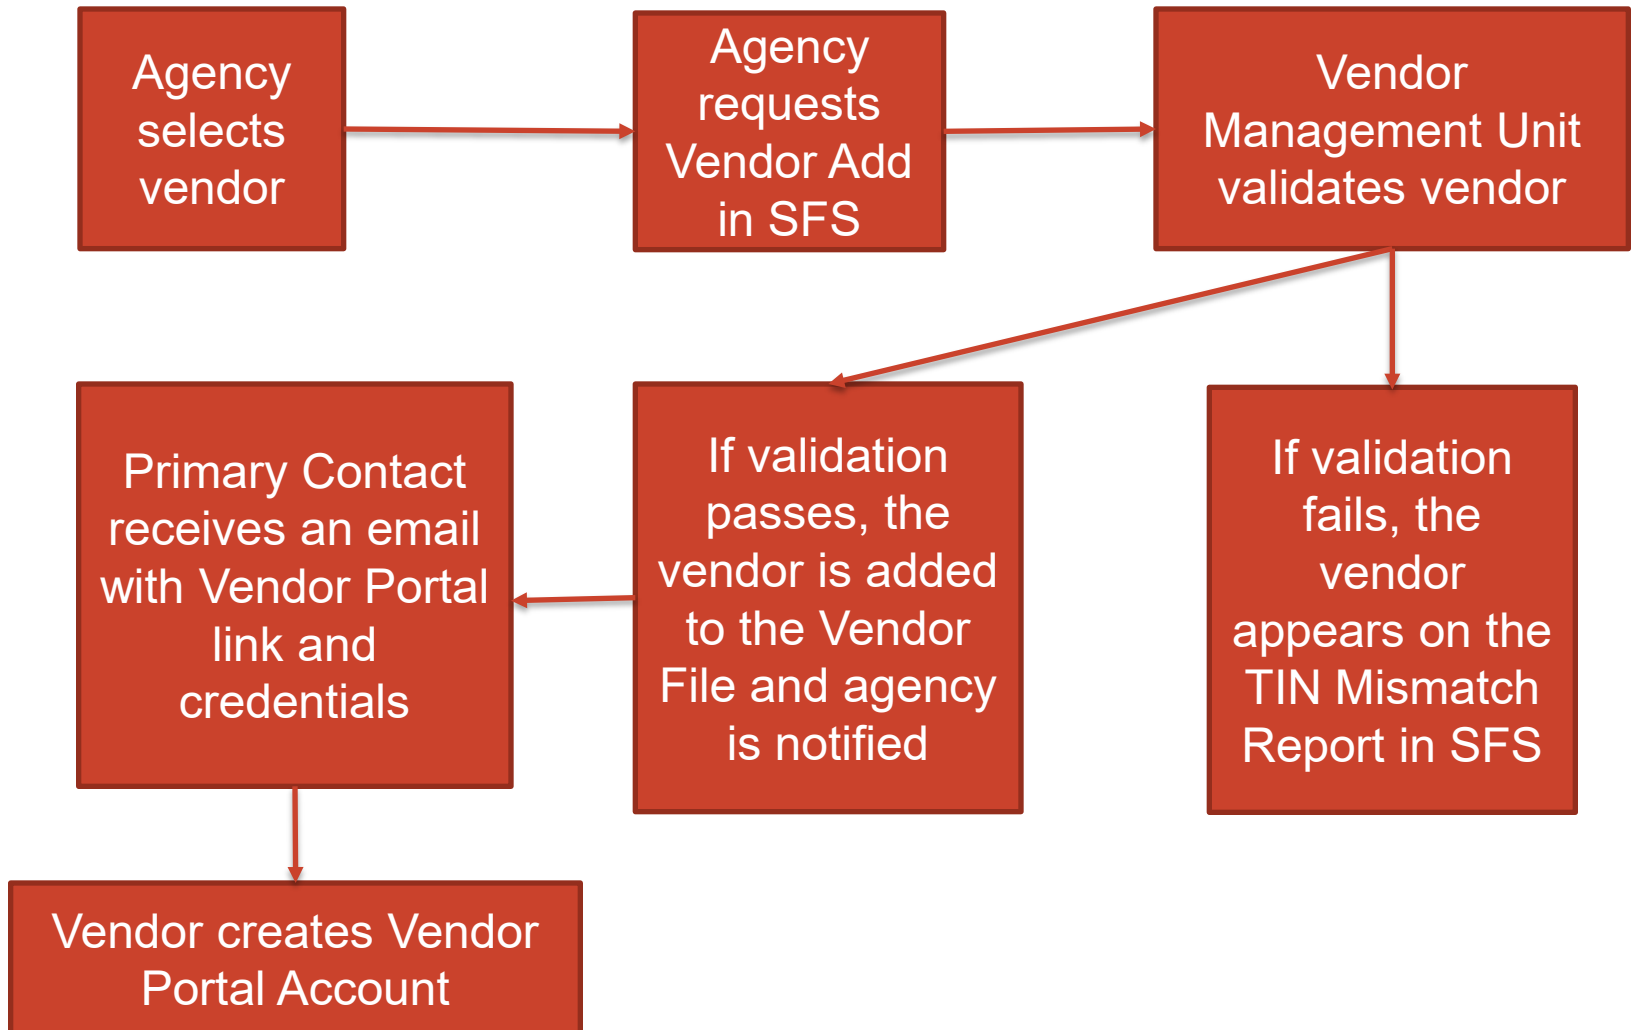 Agency
selects
vendor
Agency
requests
Vendor Add
in SFS
Vendor
Management Unit
validates vendor
Primary Contact
receives an email
with Vendor Portal
link and
credentials
If validation
passes, the
vendor is added
to the Vendor
File and agency
is notified
If validation
fails, the
vendor
appears on the
TIN Mismatch
Report in SFS
Vendor creates Vendor
Portal Account